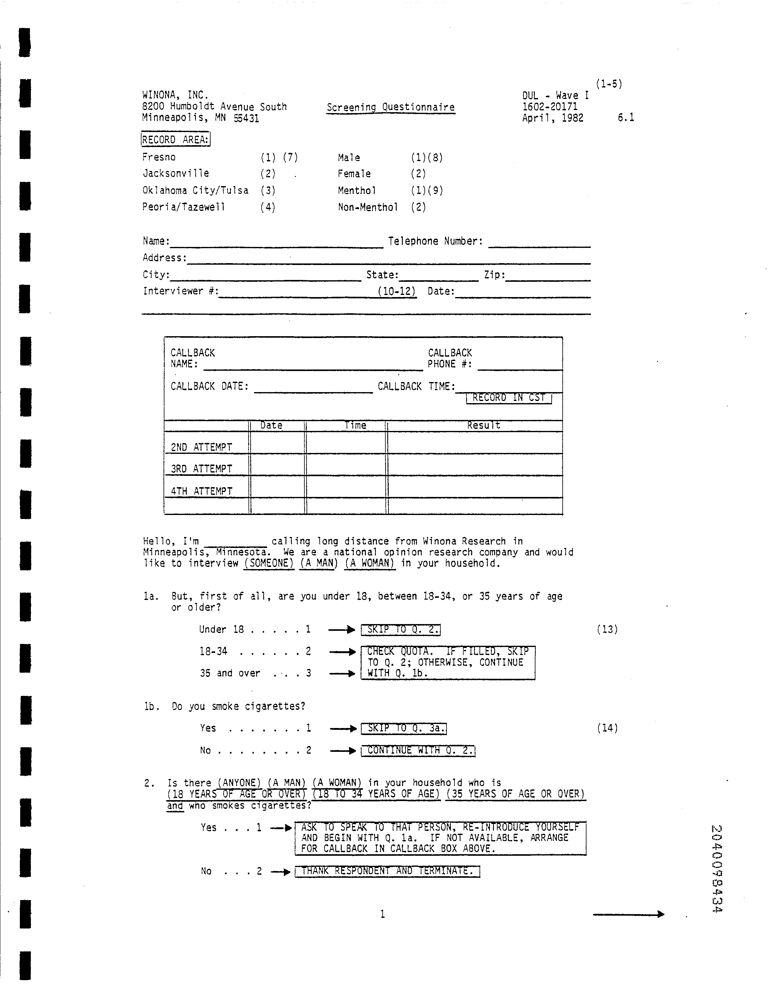 (1-5)
WINONA, INC. DUL - Wave I
8200 Humboldt Avenue South Screening Questionnaire 1602-20171
Minneapolis, MN 55431 April, 1982 6.1
RECORD AREA:
Fresno (1) (7) Male (1)(8)
Jacksonville (2) . Female (2)
Oklahoma City/Tulsa (3) Menthol (1)(9)
Peoria/Tazewell (4) Non-Menthol (2)
Name: Telephone Number:
Address:
City: State: Zip:
Interviewer #: (10-12) Date:
CALLBACK CALLBACK
NAME: PHONE #:
CALLBACK DATE: CALLBACK TIME:
RECORD IN CST
Date Time Result
2ND ATTEMPT
3RD ATTEMPT
4TH ATTEMPT
Hello, I'm __________ calling long distance from Winona Research in
Minneapolis, Minnesota. We are a national opinion research company and would
like to interview (SOMEONE) (A MAN) (A WOMAN) in your household.
1a. But, first of all, are you under 18, between 18-34, or 35 years of age
or older?
Under 18 . . . . . 1 → SKIP TO Q. 2. (13)
18-34 . . . . . . 2 → CHECK QUOTA. IF FILLED, SKIP
TO Q. 2; OTHERWISE, CONTINUE
35 and over . . . 3 → WITH Q. 1b.
1b. Do you smoke cigarettes?
Yes . . . . . . . 1 → SKIP TO Q. 3a. (14)
No . . . . . . . . 2 → CONTINUE WITH Q. 2.
2. Is there (ANYONE) (A MAN) (A WOMAN) in your household who is
(18 YEARS OF AGE OR OVER) (18 TO 34 YEARS OF AGE) (35 YEARS OF AGE OR OVER)
and who smokes cigarettes?
Yes . . . 1 → ASK TO SPEAK TO THAT PERSON, RE-INTRODUCE YOURSELF
AND BEGIN WITH Q. 1a. IF NOT AVAILABLE, ARRANGE
FOR CALLBACK IN CALLBACK BOX ABOVE.
No . . . 2 → THANK RESPONDENT AND TERMINATE.
1 →
2040098434